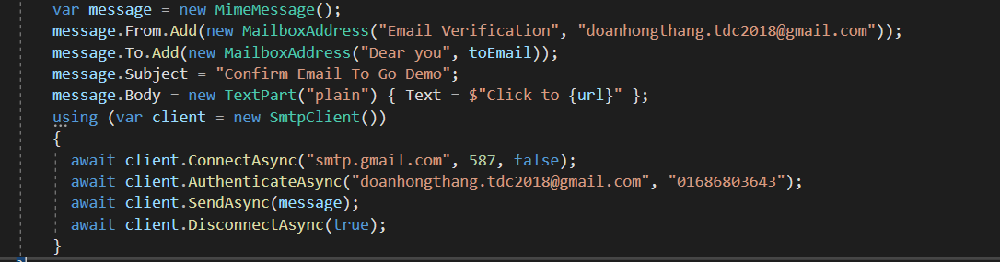 var message = new MimeMessage();
message.From.Add(new MailboxAddress("Email Verification", "doanhongthang.tdc2018@gmail.com"));
message.To.Add(new MailboxAddress("Dear you", toEmail));
message.Subject = "Confirm Email To Go Demo";
message.Body = new TextPart("plain") { Text = $"Click to {url}" };
using (var client = new SmtpClient())
{
await client.ConnectAsync("smtp.gmail.com", 587, false);
await client.AuthenticateAsync("doanhongthang.tdc2018@gmail.com", "01686803643");
await client.SendAsync(message);
await client.DisconnectAsync(true);
}